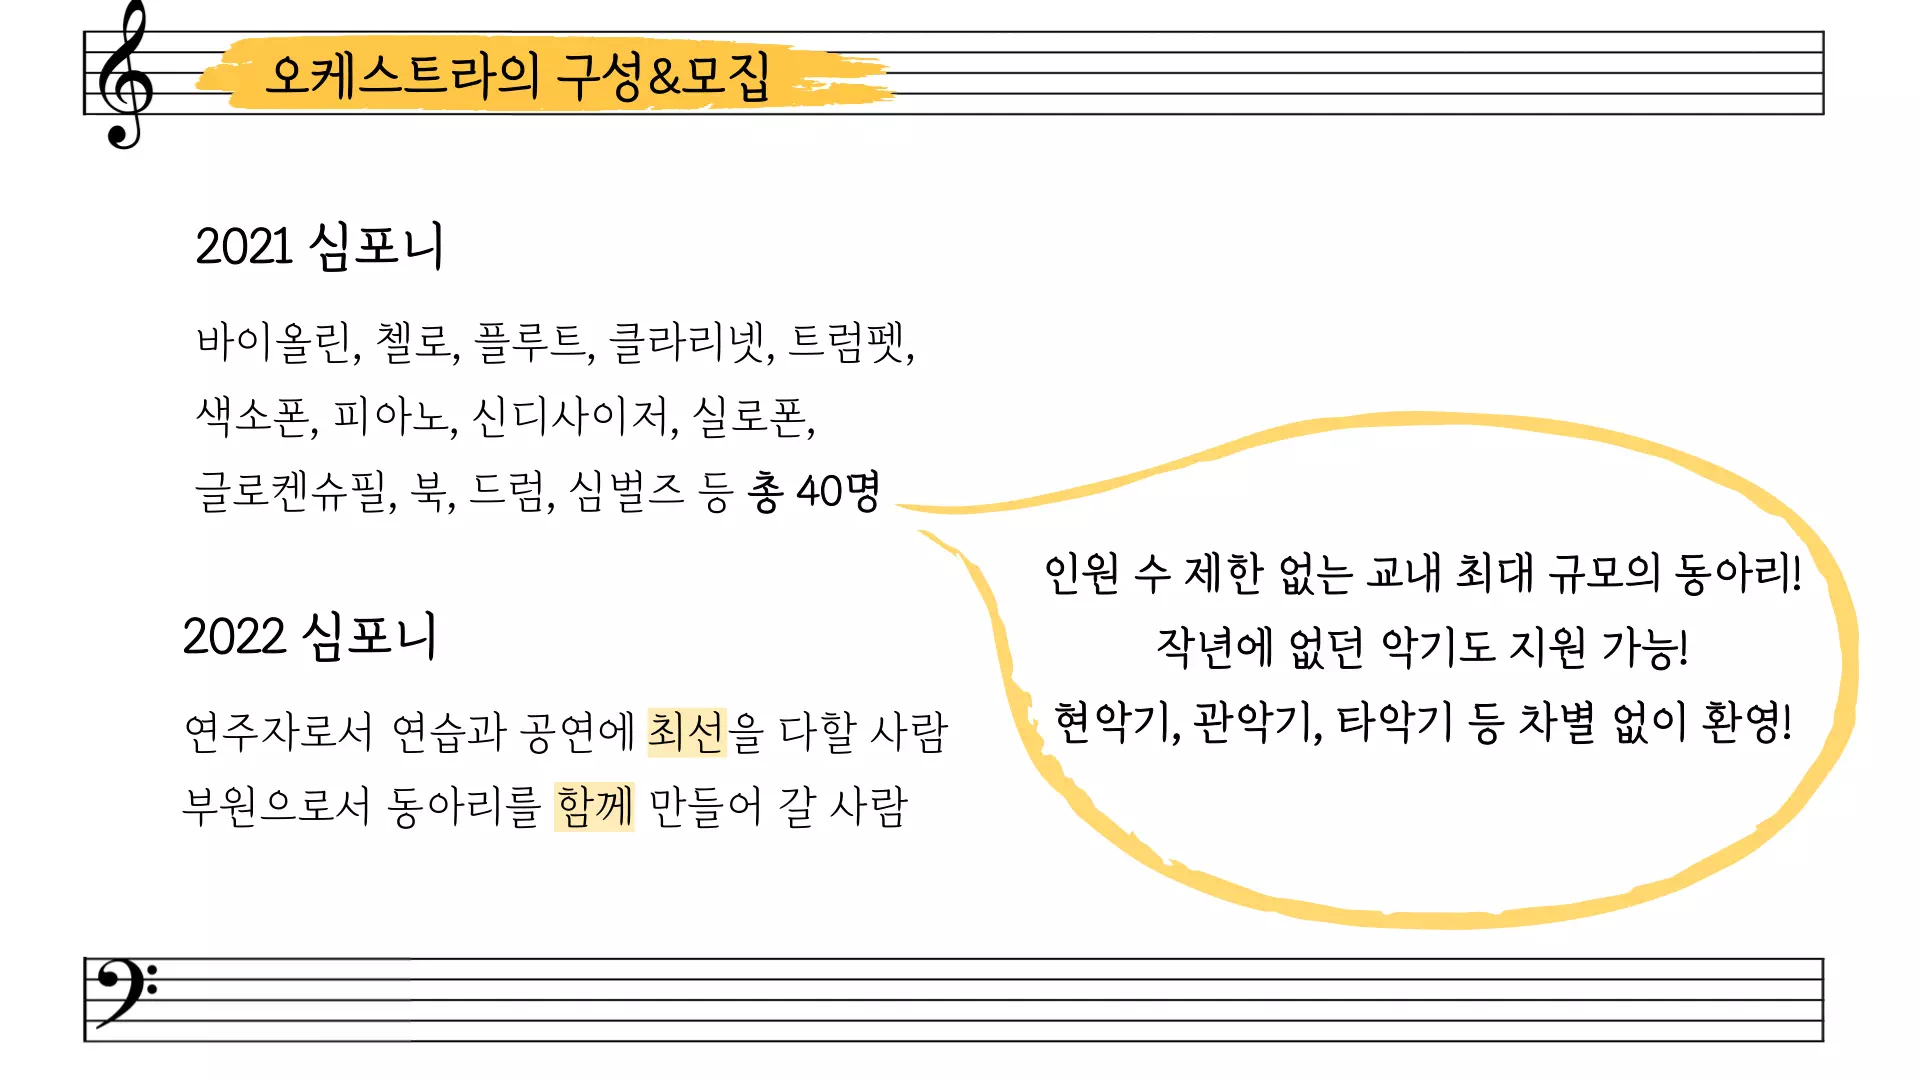 오케스트라의 구성&모집
2021 심포니
바이올린, 첼로, 플루트, 클라리넷, 트럼펫,
색소폰, 피아노, 신디사이저, 실로폰,
글로켄슈필, 북, 드럼, 심벌즈 등 총 40명
인원 수 제한 없는 교내 최대 규모의 동아리!
작년에 없던 악기도 지원 가능!
현악기, 관악기, 타악기 등 차별 없이 환영!
2022 심포니
연주자로서 연습과 공연에 최선을 다할 사람
부원으로서 동아리를 함께 만들어 갈 사람